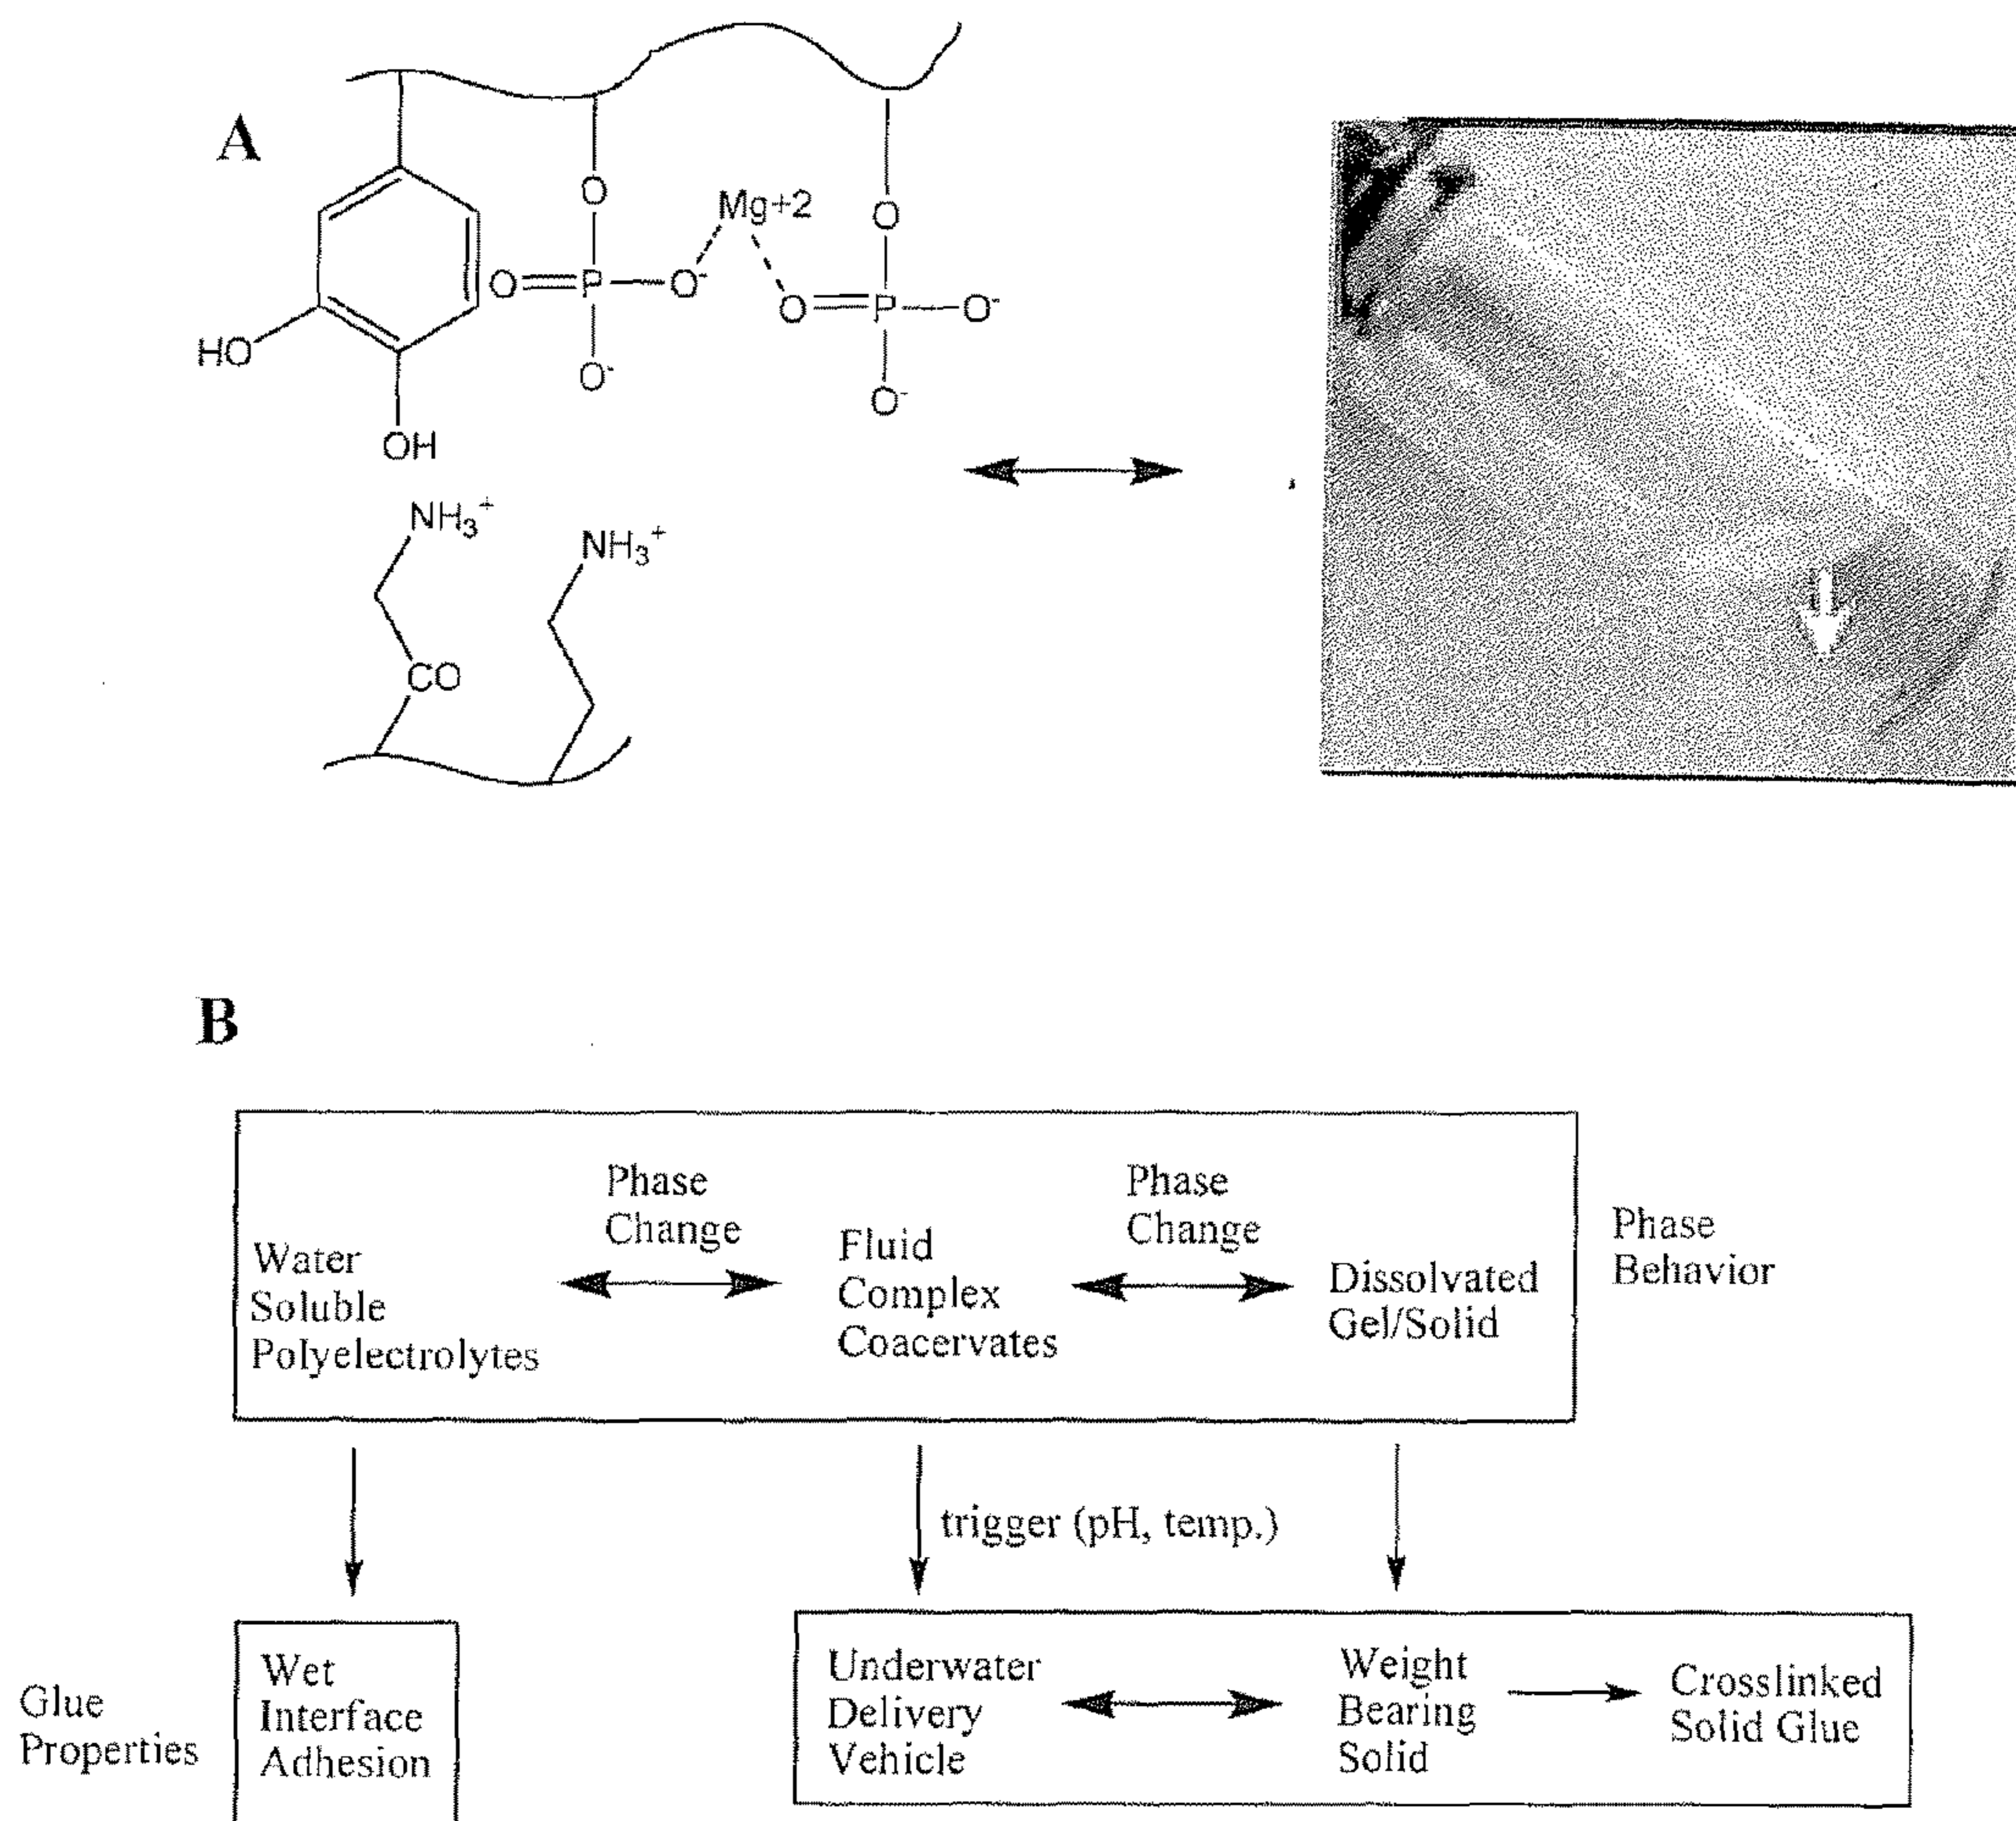 A
O
Mg+2
O
O=P—O-
O=P—O-
HO
O-
O-
OH
NH3+
NH3+
CO
B
Phase
Change
Phase
Change
Water
Soluble
Polyelectrolytes
Fluid
Complex
Coacervates
Dissolvated
Gel/Solid
Phase
Behavior
trigger (pH, temp.)
Glue
Properties
Wet
Interface
Adhesion
Underwater
Delivery
Vehicle
Weight
Bearing
Solid
Crosslinked
Solid Glue